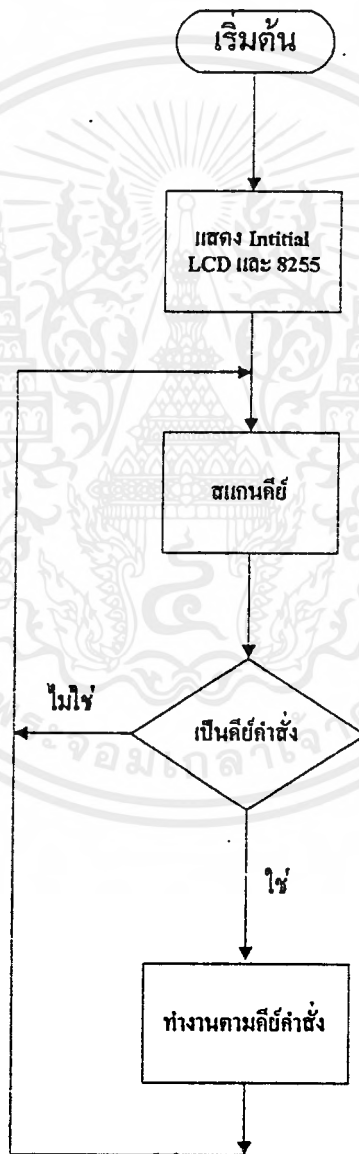 เริ่มต้น
แสดง Intitial
LCD และ 8255
สแกนคีย์
ไม่ใช่
เป็นคีย์คำสั่ง
ใช่
ทำงานตามคีย์คำสั่ง